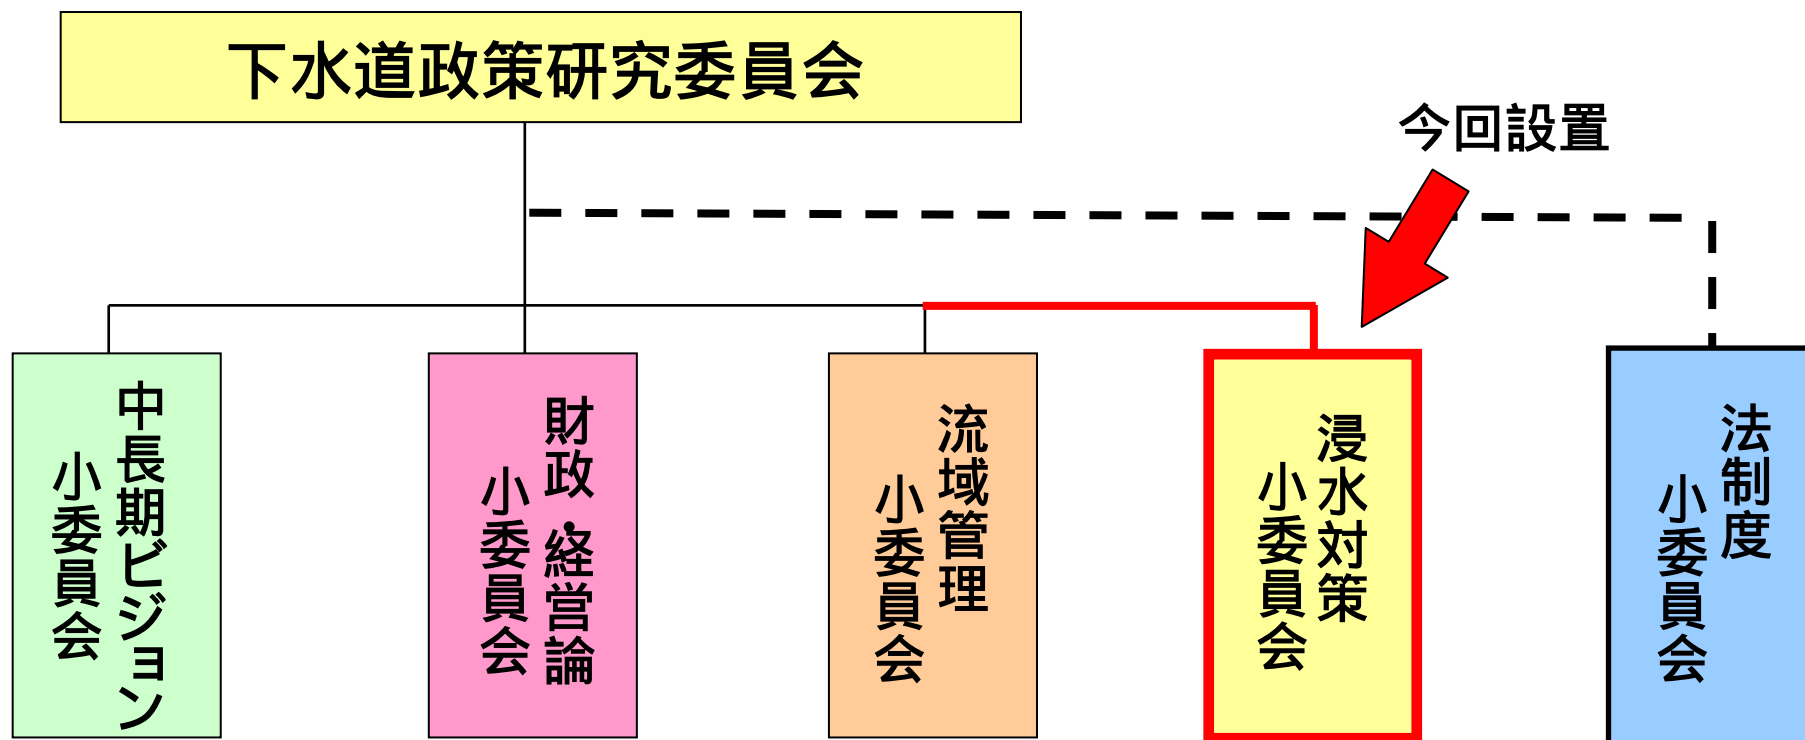 下水道政策研究委員会
今回設置
中長期ビジョン
小委員会
財政・経営論
小委員会
流域管理
小委員会
浸水対策
小委員会
法制度
小委員会